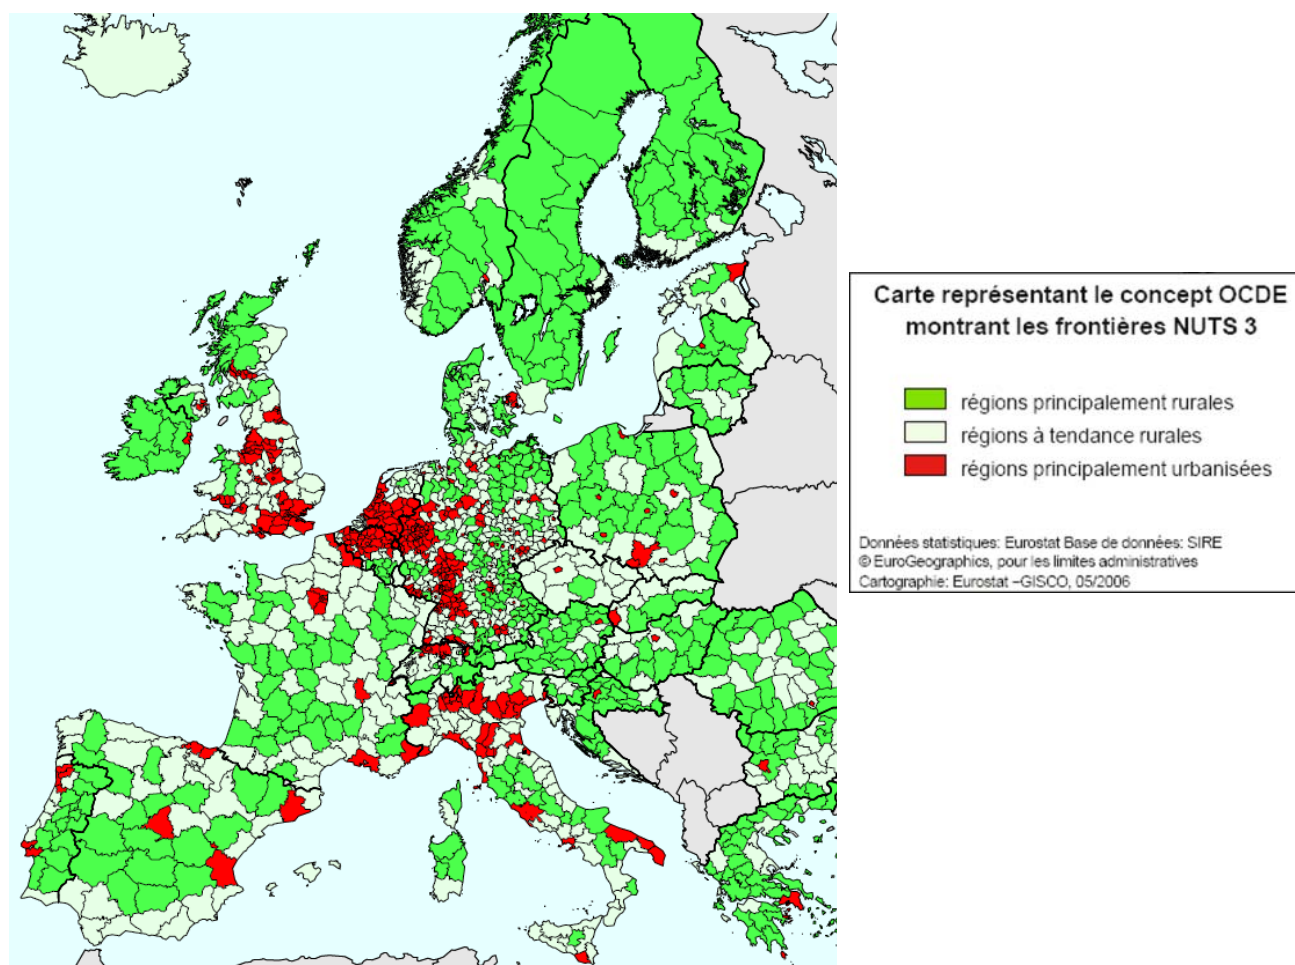 Carte représentant le concept OCDE
montrant les frontières NUTS 3
régions principalement rurales
régions à tendance rurales
régions principalement urbanisées
Données statistiques: Eurostat Base de données: SIRE
© EuroGeographics, pour les limites administratives
Cartographie: Eurostat –GISCO, 05/2006